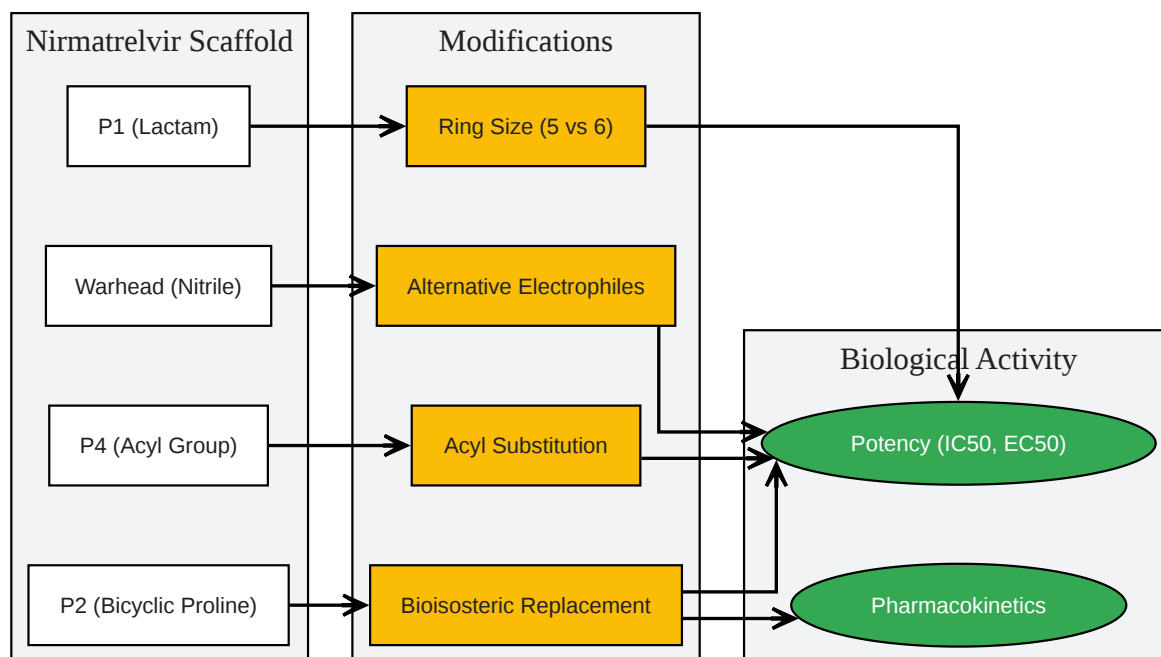 Nirmatrelvir Scaffold
P1 (Lactam)
Warhead (Nitrile)
P4 (Acyl Group)
P2 (Bicyclic Proline)
Modifications
Ring Size (5 vs 6)
Alternative Electrophiles
Acyl Substitution
Bioisosteric Replacement
Biological Activity
Potency (IC50, EC50)
Pharmacokinetics